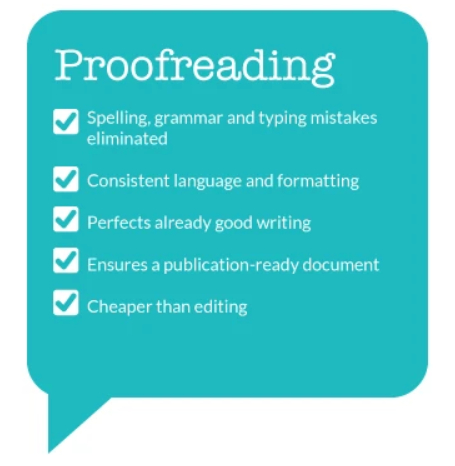 Proofreading
Spelling, grammar and typing mistakes
eliminated
Consistent language and formatting
Perfects already good writing
Ensures a publication-ready document
Cheaper than editing